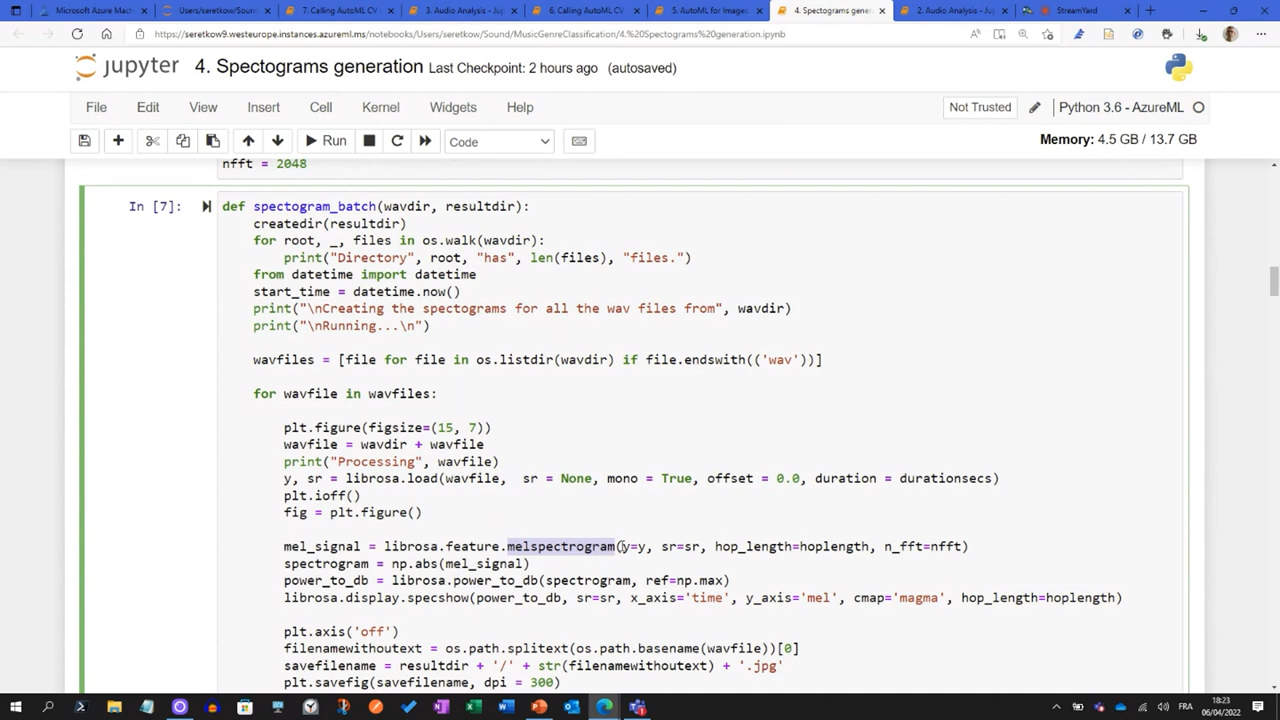 Microsoft Azure Machi
Users/seretkow/Sound/
7. Calling AutoML CV
3. Audio Analysis - Jup
6. Calling AutoML CV
5. AutoML for Images
4. Spectograms gener
2. Audio Analysis - Jup
StreamYard
https://seretkow9.westeurope.instances.azureml.ms/notebooks/Users/seretkow/Sound/MusicGenreClassification/4.%20Spectograms%20generation.ipynb
jupyter 4. Spectograms generation Last Checkpoint: 2 hours ago (autosaved)
File Edit View Insert Cell Kernel Widgets Help Not Trusted Python 3.6 - AzureML
Run Code Memory: 4.5 GB / 13.7 GB
nfft = 2048
In [7]: def spectogram_batch(wavdir, resultdir):
createdir(resultdir)
for root, _, files in os.walk(wavdir):
print("Directory", root, "has", len(files), "files.")
from datetime import datetime
start_time = datetime.now()
print("\nCreating the spectograms for all the wav files from", wavdir)
print("\nRunning...\n")
wavfiles = [file for file in os.listdir(wavdir) if file.endswith(('wav'))]
for wavfile in wavfiles:
plt.figure(figsize=(15, 7))
wavfile = wavdir + wavfile
print("Processing", wavfile)
y, sr = librosa.load(wavfile,  sr = None, mono = True, offset = 0.0, duration = durationsecs)
plt.ioff()
fig = plt.figure()
mel_signal = librosa.feature.melspectrogram(y=y, sr=sr, hop_length=hoplength, n_fft=nfft)
spectrogram = np.abs(mel_signal)
power_to_db = librosa.power_to_db(spectrogram, ref=np.max)
librosa.display.specshow(power_to_db, sr=sr, x_axis='time', y_axis='mel', cmap='magma', hop_length=hoplength)
plt.axis('off')
filenamewithoutext = os.path.splitext(os.path.basename(wavfile))[0]
savefilename = resultdir + '/' + str(filenamewithoutext) + '.jpg'
plt.savefig(savefilename, dpi = 300)
FRA
18:23
06/04/2022